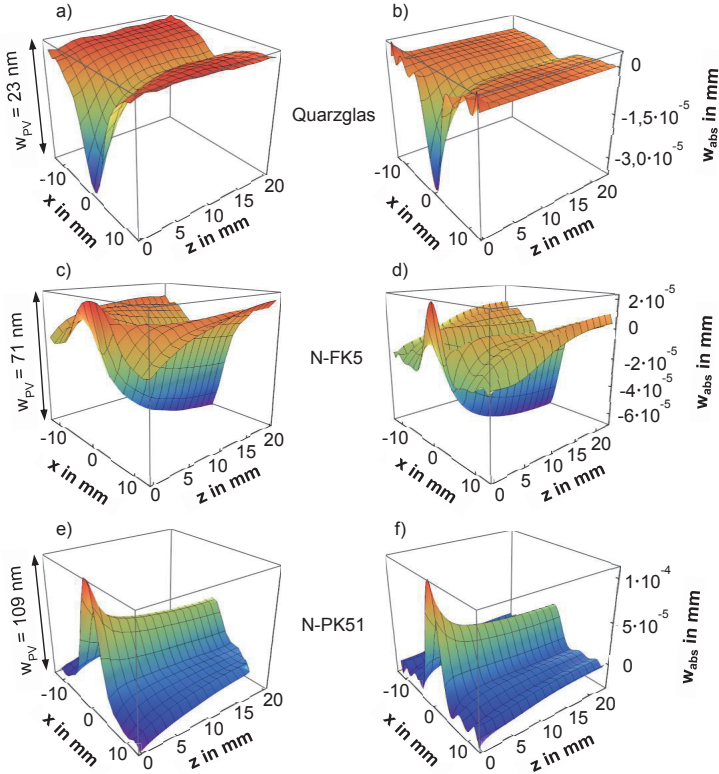 a)
b)
w_PV = 23 nm
Quarzglas
0
-1,5·10⁻⁵
-3,0·10⁻⁵
w_abs in mm
-10
0
10
x in mm
0
5
10
15
20
z in mm
-10
0
10
x in mm
0
5
10
15
20
z in mm
c)
d)
w_PV = 71 nm
N-FK5
2·10⁻⁵
0
-2·10⁻⁵
-4·10⁻⁵
-6·10⁻⁵
w_abs in mm
-10
0
10
x in mm
0
5
10
15
20
z in mm
-10
0
10
x in mm
0
5
10
15
20
z in mm
e)
f)
w_PV = 109 nm
N-PK51
1·10⁻⁴
5·10⁻⁵
0
w_abs in mm
-10
0
10
x in mm
0
5
10
15
20
z in mm
-10
0
10
x in mm
0
5
10
15
20
z in mm